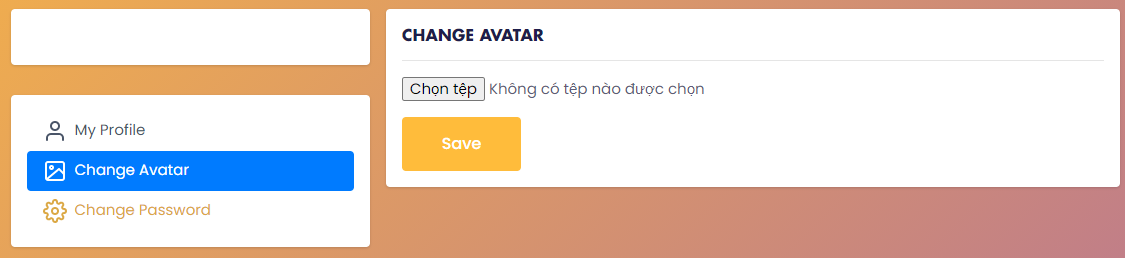 My Profile
Change Avatar
Change Password
CHANGE AVATAR
Chọn tệp Không có tệp nào được chọn
Save